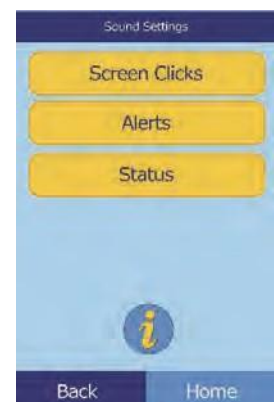 Sound Settings
Screen Clicks
Alerts
Status
i
Back Home